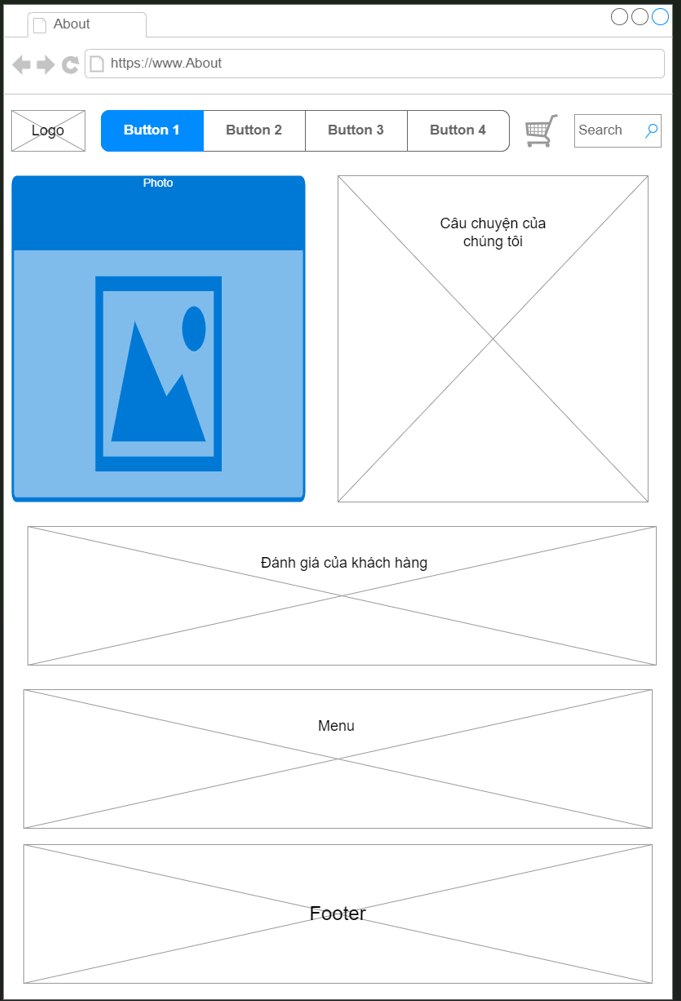 About
https://www.About
Logo
Button 1
Button 2
Button 3
Button 4
Search
Photo
Câu chuyện của
chúng tôi
Đánh giá của khách hàng
Menu
Footer